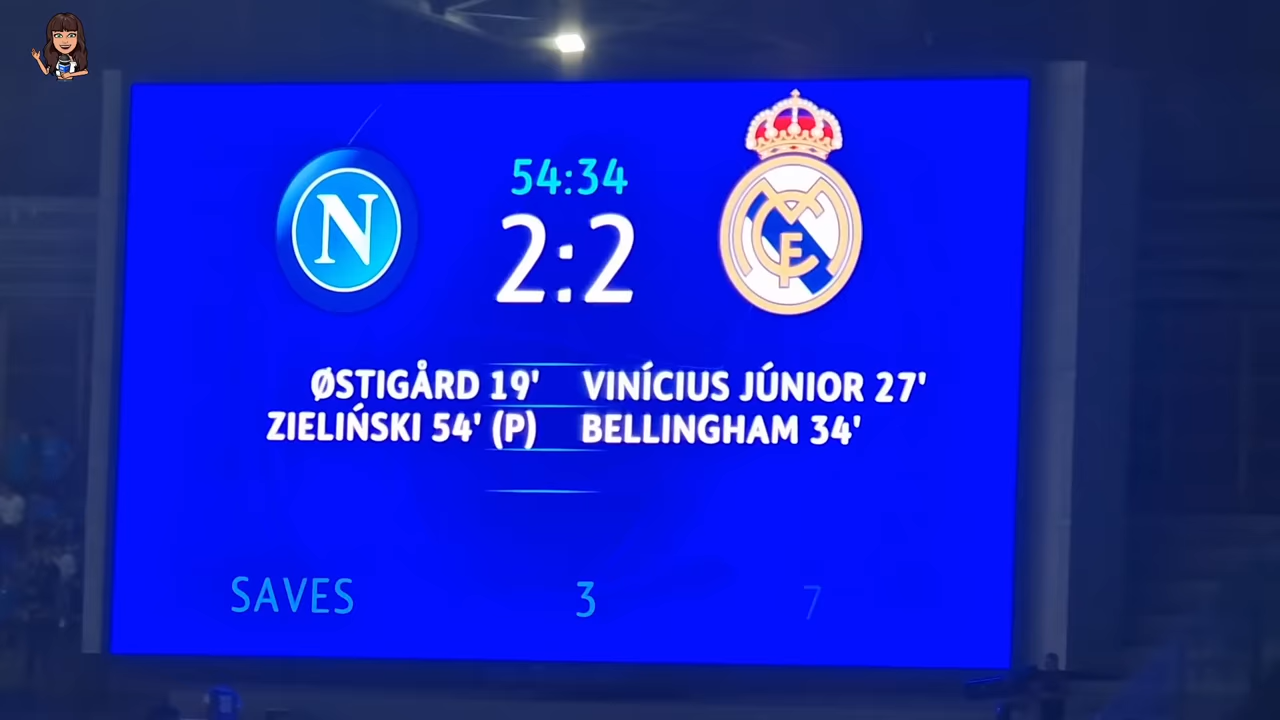 54:34
N
2:2
ØSTIGÅRD 19' VINÍCIUS JÚNIOR 27'
ZIELIŃSKI 54' (P) BELLINGHAM 34'
SAVES 3 7